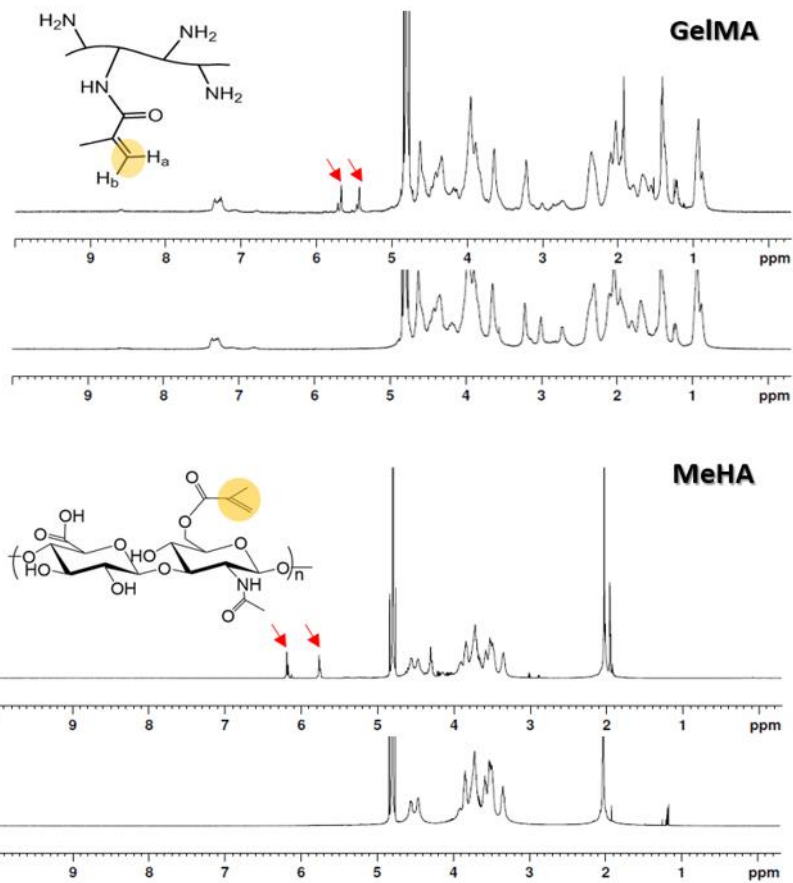 GelMA
H₂N
NH₂
NH₂
HN
O
Hₐ
H_b
9 8 7 6 5 4 3 2 1 ppm
9 8 7 6 5 4 3 2 1 ppm
MeHA
O
OH
O
O
O
O
HO
O
HO
OH
O
NH
O
n
O
9 8 7 6 5 4 3 2 1 ppm
9 8 7 6 5 4 3 2 1 ppm